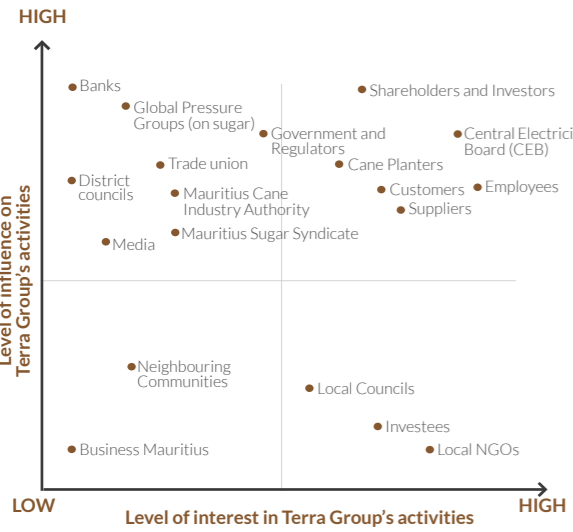 HIGH
Banks
Shareholders and Investors
Global Pressure
Groups (on sugar)
Government and
Regulators
Central Electrici
Board (CEB)
Trade union
Cane Planters
District
councils
Mauritius Cane
Industry Authority
Customers
Employees
Suppliers
Mauritius Sugar Syndicate
Media
Level of influence on
Terra Group's activities
Neighbouring
Communities
Local Councils
Investees
Business Mauritius
Local NGOs
LOW
HIGH
Level of interest in Terra Group's activities